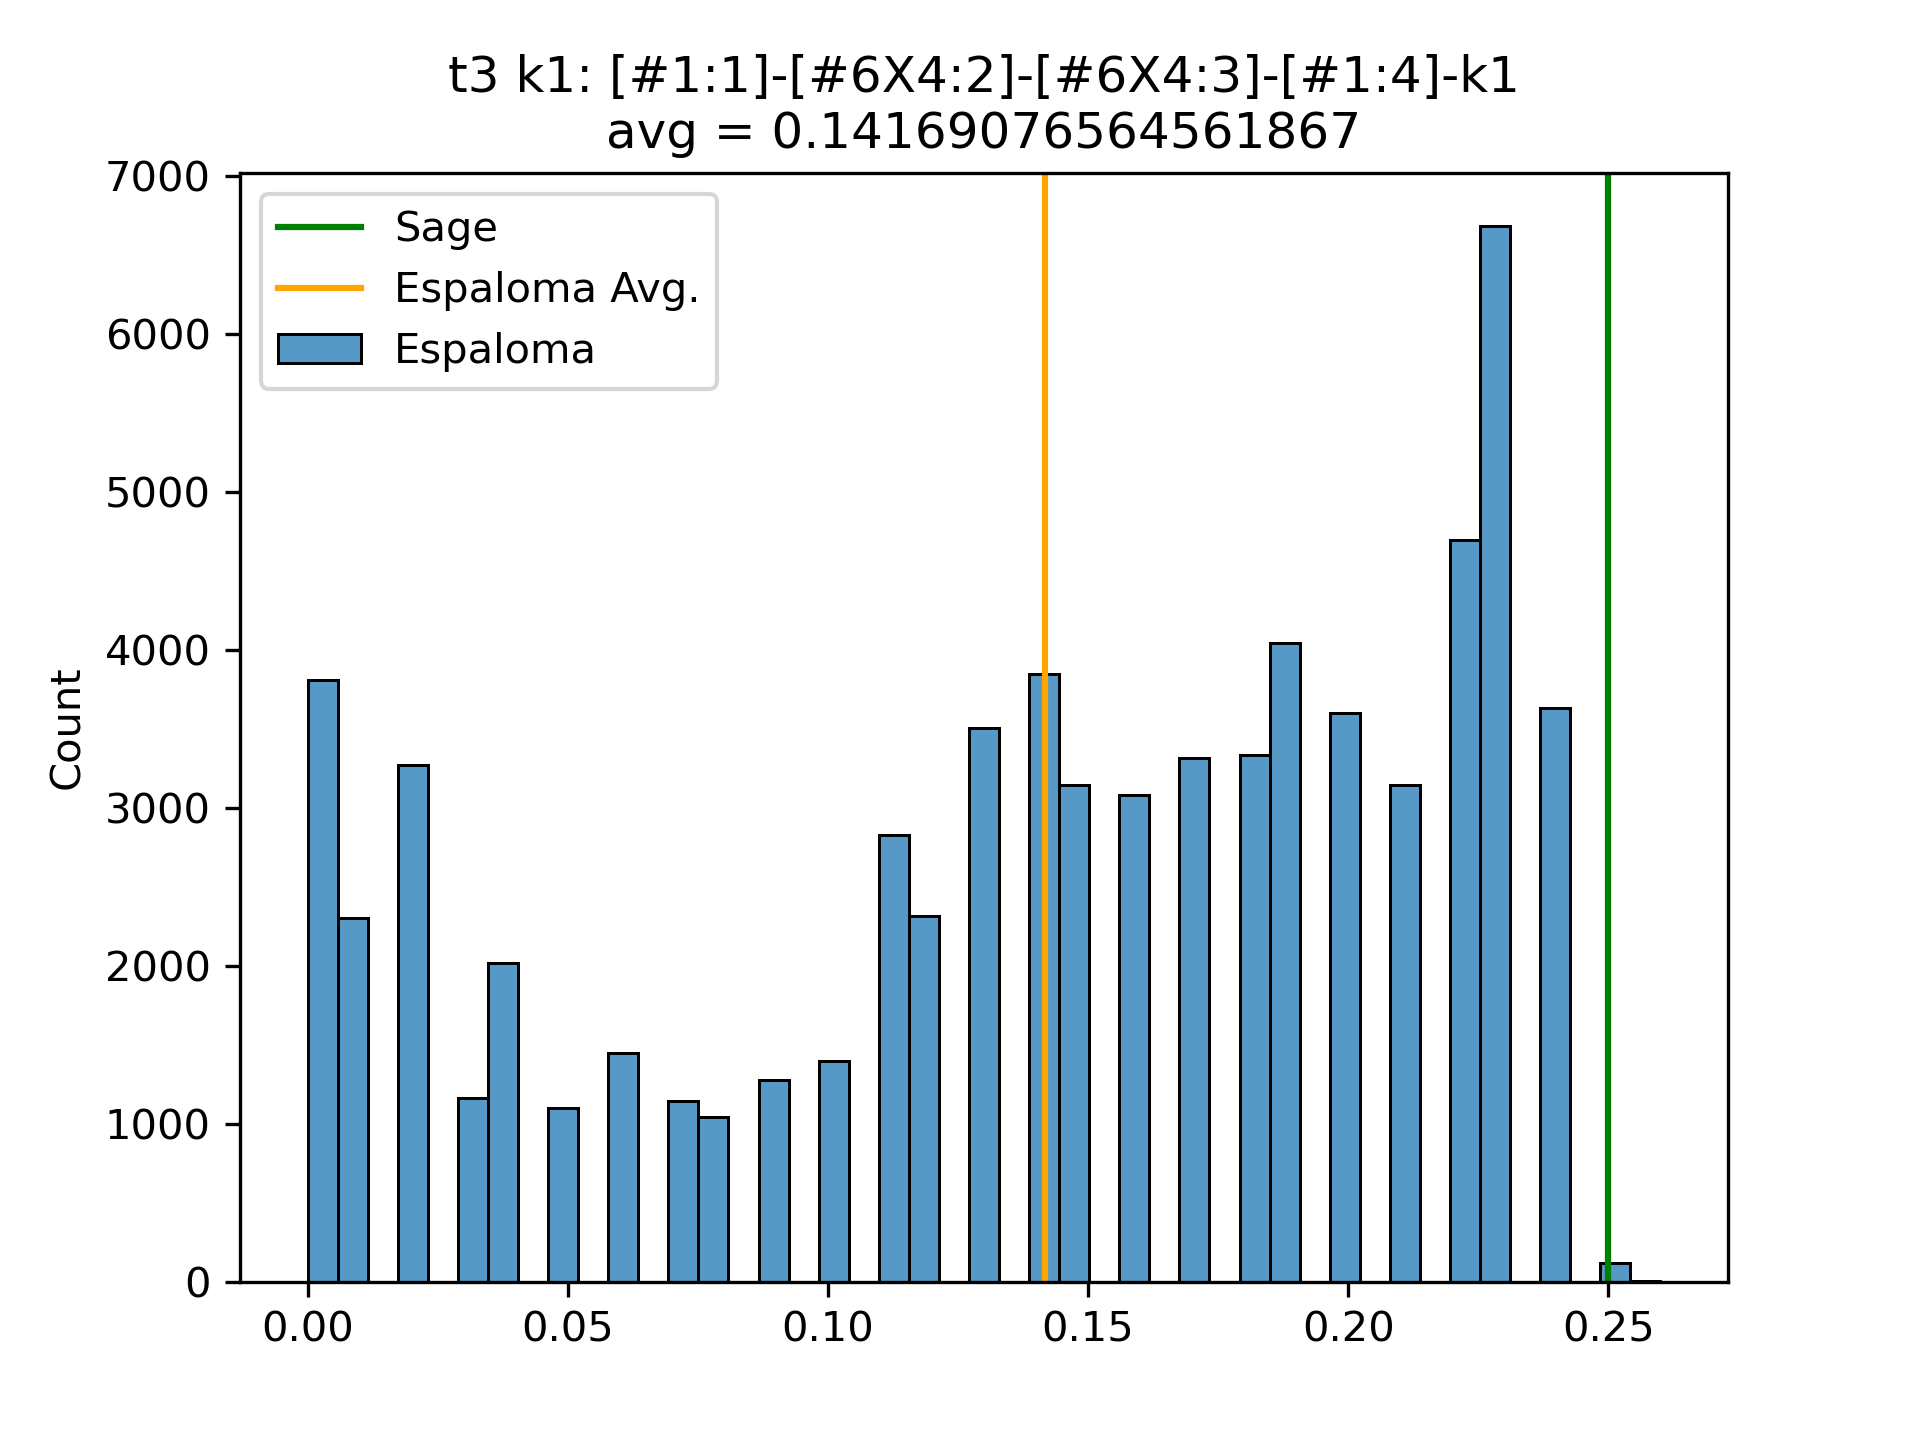 t3 k1: [#1:1]-[#6X4:2]-[#6X4:3]-[#1:4]-k1
avg = 0.14169076564561867
Sage
Espaloma Avg.
Espaloma
Count
7000
6000
5000
4000
3000
2000
1000
0
0.00 0.05 0.10 0.15 0.20 0.25